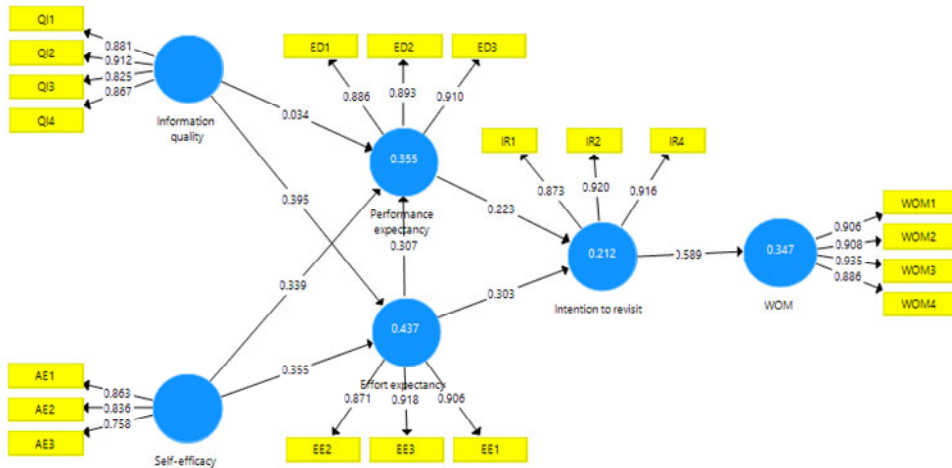 QI1
QI2
QI3
QI4
0.881
0.912
0.825
0.867
Information
quality
ED1
ED2
ED3
0.886
0.893
0.910
0.034
0.355
Performance
expectancy
0.395
0.307
0.339
0.223
IR1
IR2
IR4
0.873
0.920
0.916
0.212
Intention to revisit
0.303
0.589
0.347
WOM
WOM1
WOM2
WOM3
WOM4
0.906
0.908
0.935
0.886
0.437
Effort expectancy
0.355
0.871
0.918
0.906
EE2
EE3
EE1
AE1
AE2
AE3
0.863
0.836
0.758
Self-efficacy